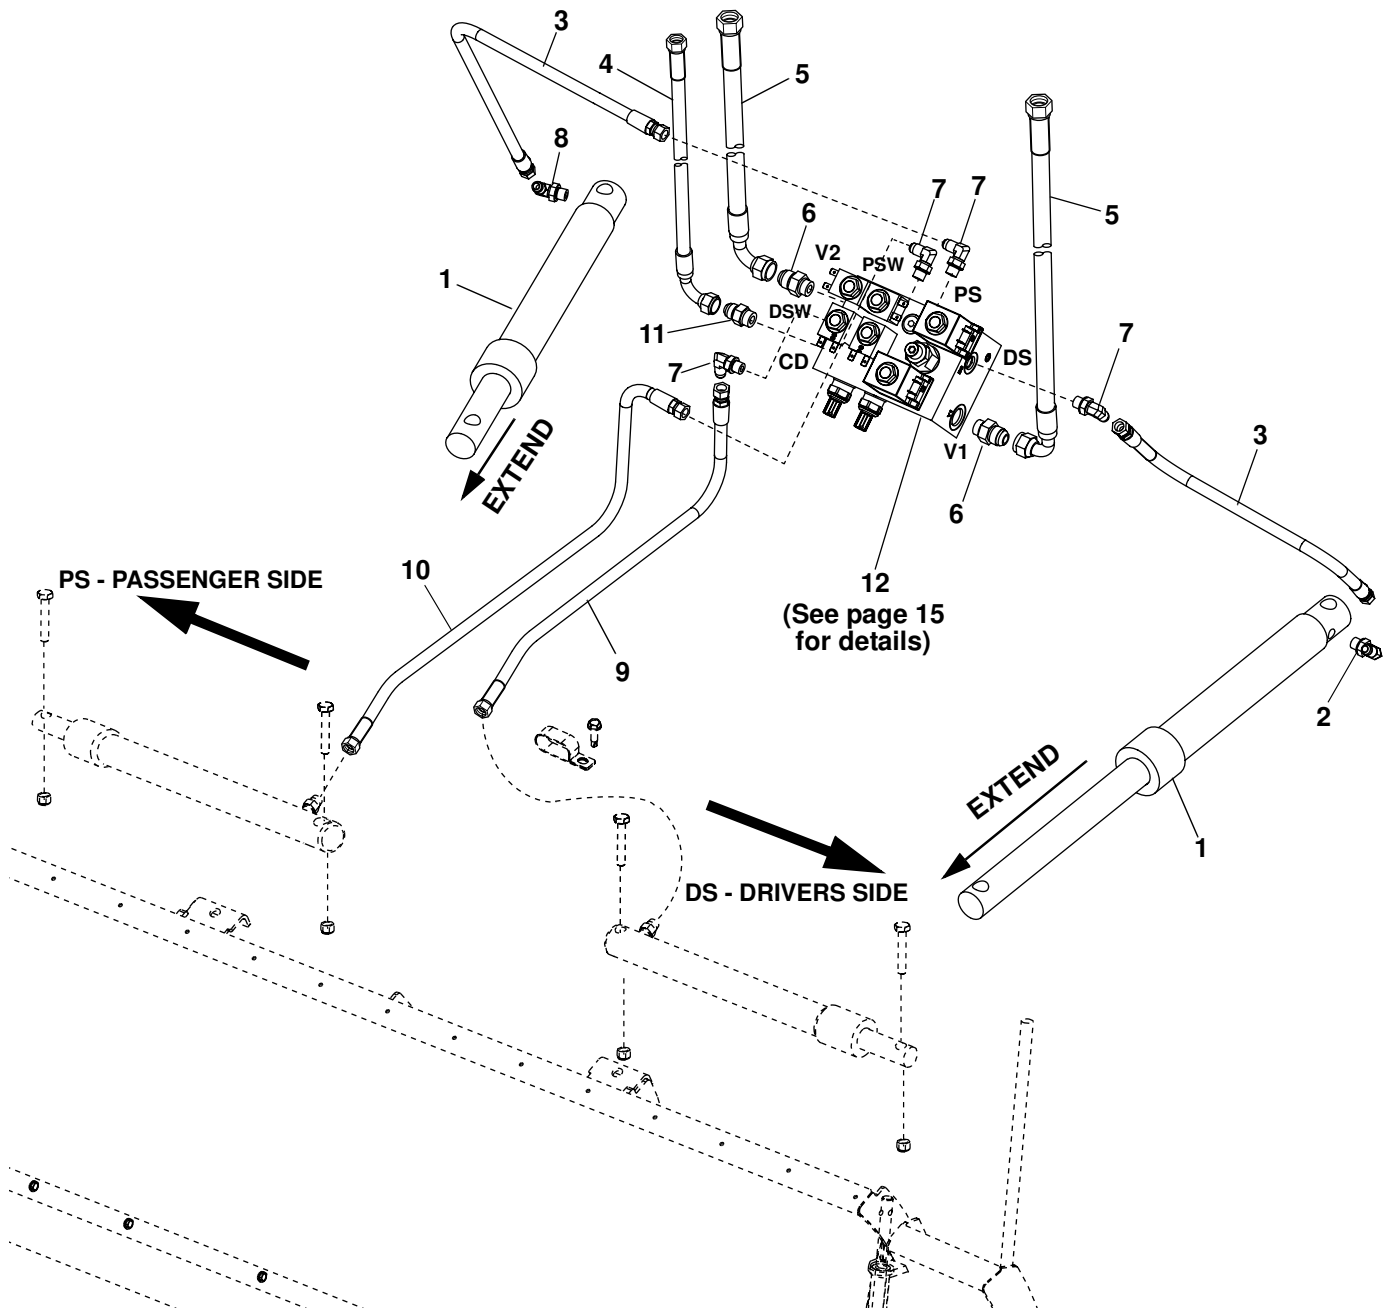 3
4
5
8
7
7
6
5
V2
PSW
1
PS
DSW
11
CD
DS
7
7
V1
3
EXTEND
6
PS - PASSENGER SIDE
10
12
(See page 15
for details)
9
2
EXTEND
1
DS - DRIVERS SIDE